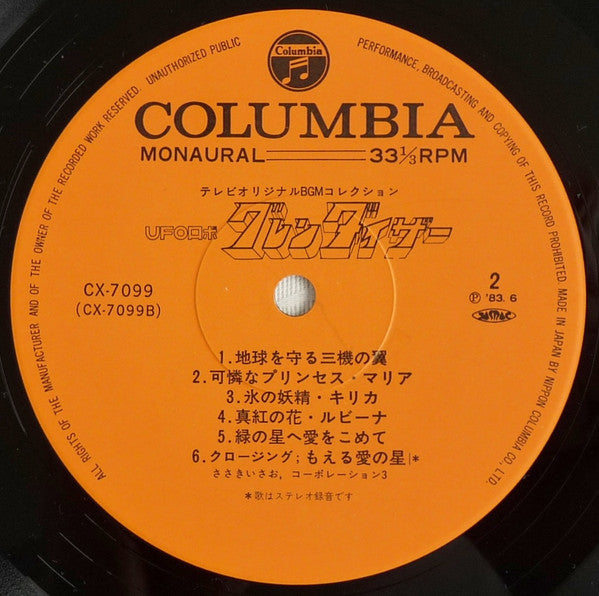 Columbia
ALL RIGHTS OF THE MANUFACTURER AND OF THE OWNER OF THE RECORDED WORK RESERVED. UNAUTHORIZED PUBLIC PERFORMANCE, BROADCASTING AND COPYING OF THIS RECORD PROHIBITED. MADE IN JAPAN BY NIPPON COLUMBIA CO., LTD.
COLUMBIA
MONAURAL 33 1/3 RPM
テレビオリジナルBGMコレクション
UFOロボ グレンダイザー
CX-7099
(CX-7099B)
2
Ⓟ '83. 6
JASRAC
1.地球を守る三機の翼
2.可憐なプリンセス・マリア
3.氷の妖精・キリカ
4.真紅の花・ルビーナ
5.緑の星へ愛をこめて
6.クロージング;もえる愛の星|*
ささきいさお,コーポレーション3
*歌はステレオ録音です